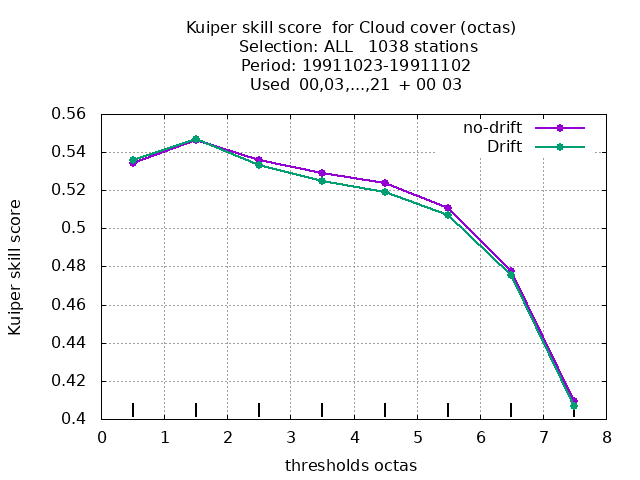 Kuiper skill score  for Cloud cover (octas)
Selection: ALL   1038 stations
Period: 19911023-19911102
Used  00,03,...,21  + 00 03
no-drift
Drift
0.56
0.54
0.52
0.5
0.48
0.46
0.44
0.42
0.4
Kuiper skill score
0 1 2 3 4 5 6 7 8
thresholds octas